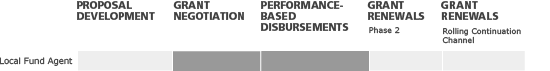 PROPOSAL
DEVELOPMENT
GRANT
NEGOTIATION
PERFORMANCE-
BASED
DISBURSEMENTS
GRANT
RENEWALS
Phase 2
GRANT
RENEWALS
Rolling Continuation
Channel
Local Fund Agent